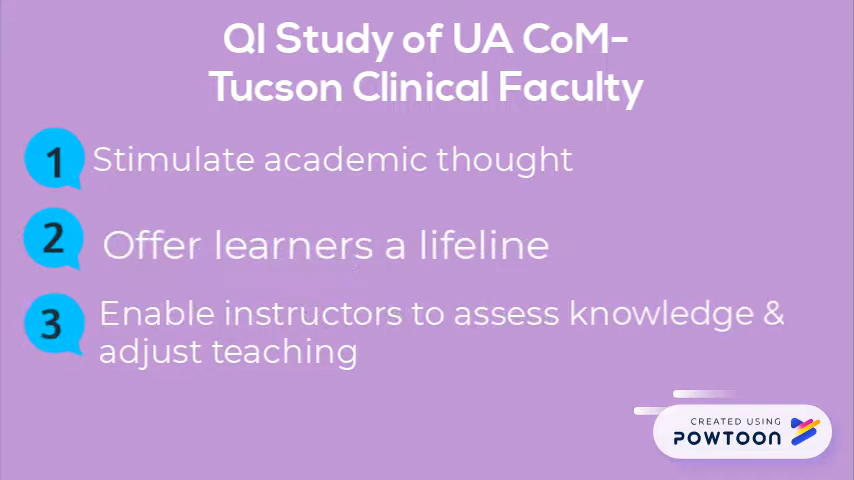 QI Study of UA CoM-
Tucson Clinical Faculty
1 Stimulate academic thought
2 Offer learners a lifeline
3 Enable instructors to assess knowledge &
adjust teaching
CREATED USING
POWTOON